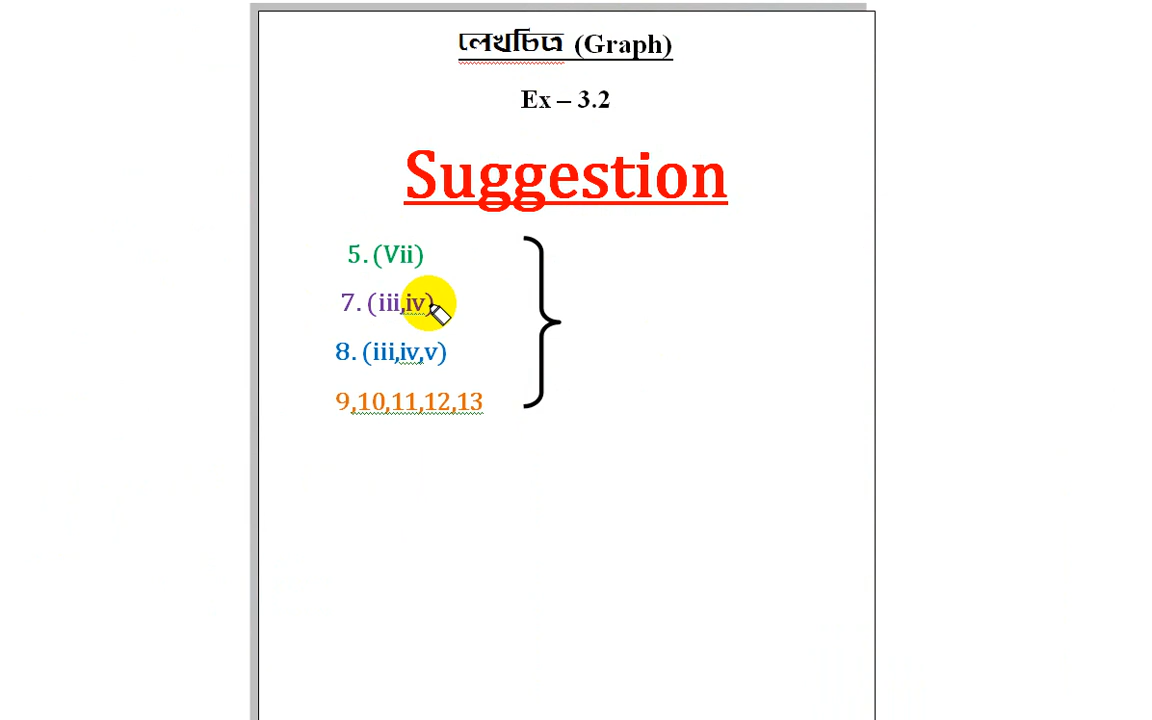 লেখচিত্র (Graph)
Ex – 3.2
Suggestion
5. (Vii)
7. (iii,iv)
8. (iii,iv,v)
9,10,11,12,13